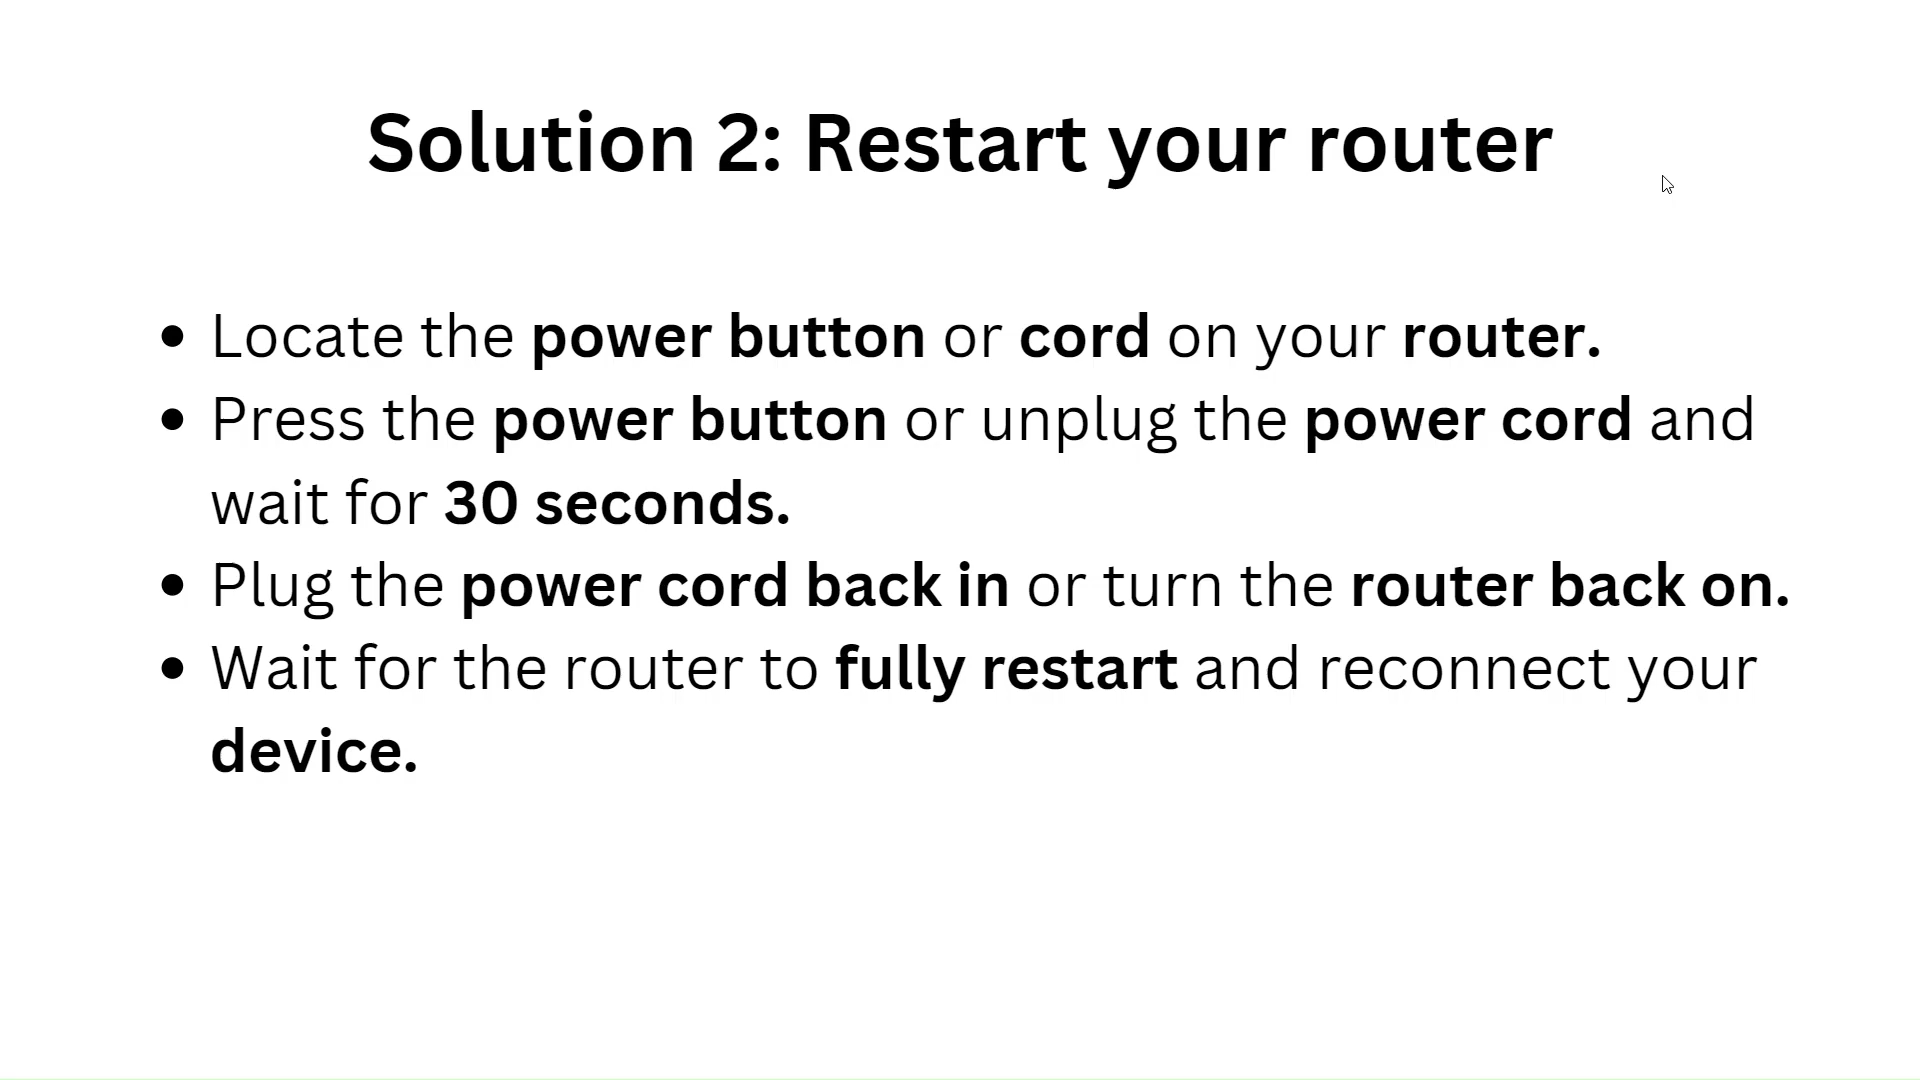 Solution 2: Restart your router
• Locate the power button or cord on your router.
• Press the power button or unplug the power cord and
wait for 30 seconds.
• Plug the power cord back in or turn the router back on.
• Wait for the router to fully restart and reconnect your
device.